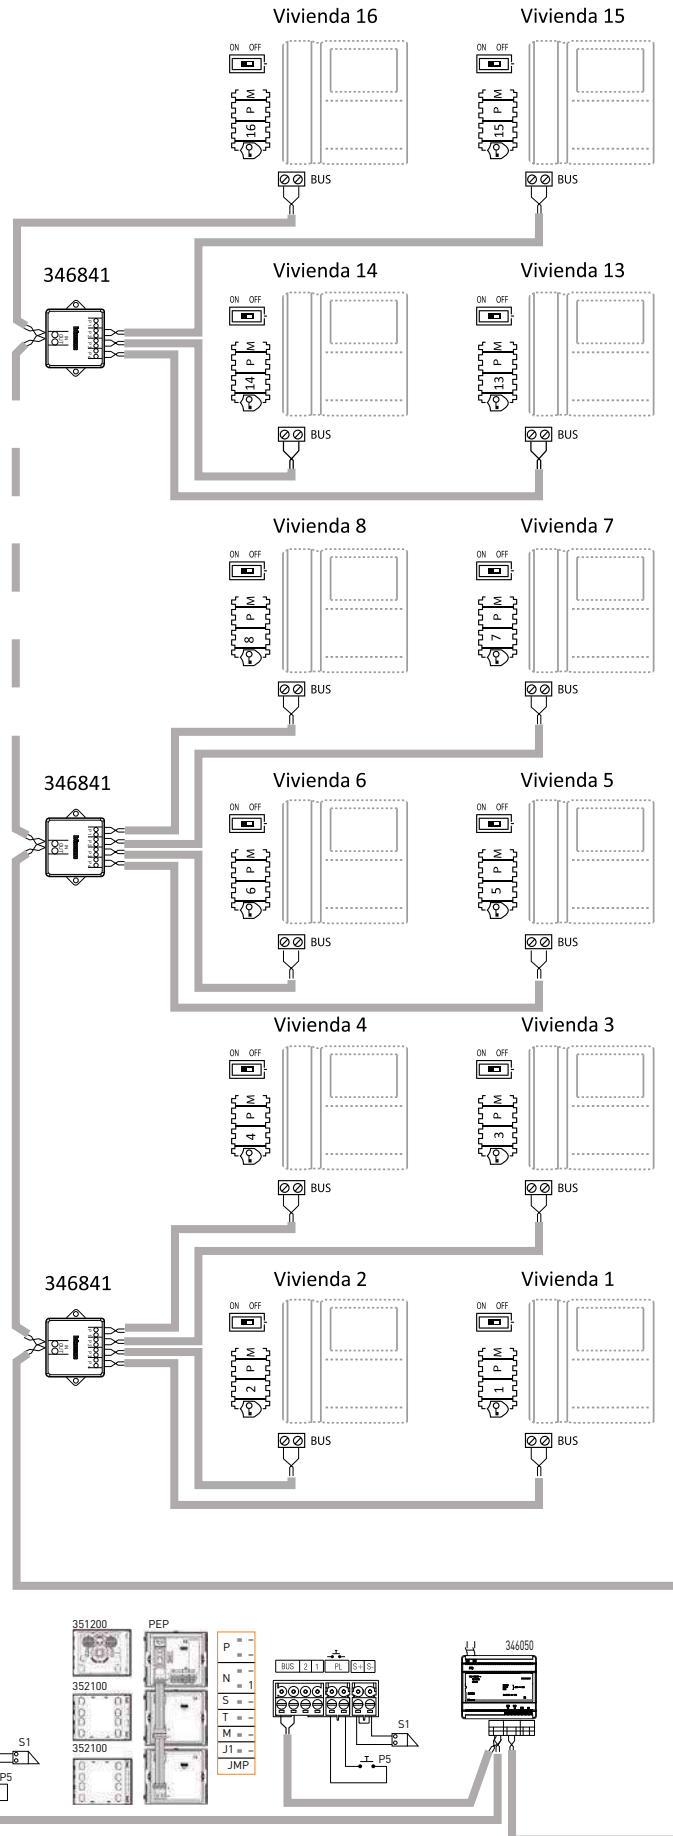 Vivienda 16
Vivienda 15
ON OFF
ON OFF
M
P
16
M
P
15
BUS
BUS
346841
Vivienda 14
Vivienda 13
ON OFF
ON OFF
M
P
14
M
P
13
BUS
BUS
Vivienda 8
Vivienda 7
ON OFF
ON OFF
M
P
8
M
P
7
BUS
BUS
346841
Vivienda 6
Vivienda 5
ON OFF
ON OFF
M
P
6
M
P
5
BUS
BUS
Vivienda 4
Vivienda 3
ON OFF
ON OFF
M
P
4
M
P
3
BUS
BUS
346841
Vivienda 2
Vivienda 1
ON OFF
ON OFF
M
P
2
M
P
1
BUS
BUS
351200
PEP
352100
352100
P = -
- -
N = -
- 1
S = -
T = -
M = -
J1 = -
JMP
BUS 2 1 PL S+ S-
S1
P5
346050
S1
P5